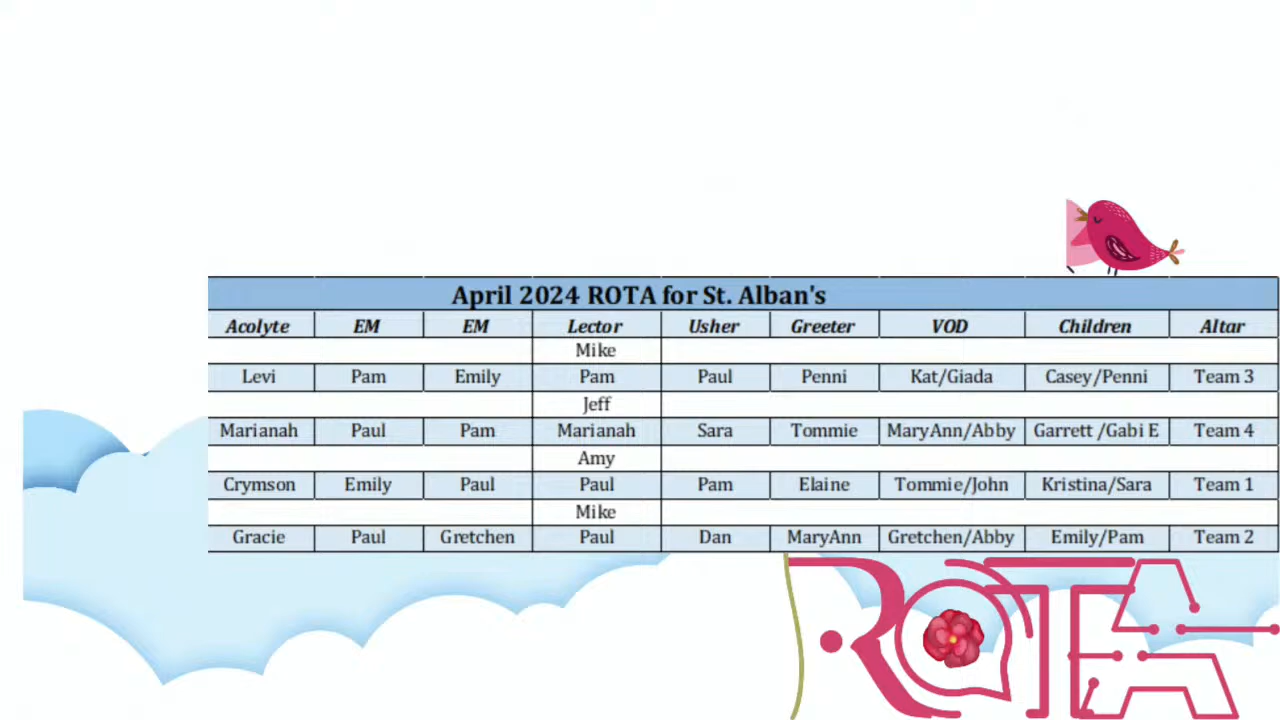 April 2024 ROTA for St. Alban's
Acolyte EM EM Lector Usher Greeter VOD Children Altar
Mike
Levi Pam Emily Pam Paul Penni Kat/Giada Casey/Penni Team 3
Jeff
Marianah Paul Pam Marianah Sara Tommie MaryAnn/Abby Garrett /Gabi E Team 4
Amy
Crymson Emily Paul Paul Pam Elaine Tommie/John Kristina/Sara Team 1
Mike
Gracie Paul Gretchen Paul Dan MaryAnn Gretchen/Abby Emily/Pam Team 2
ROTA